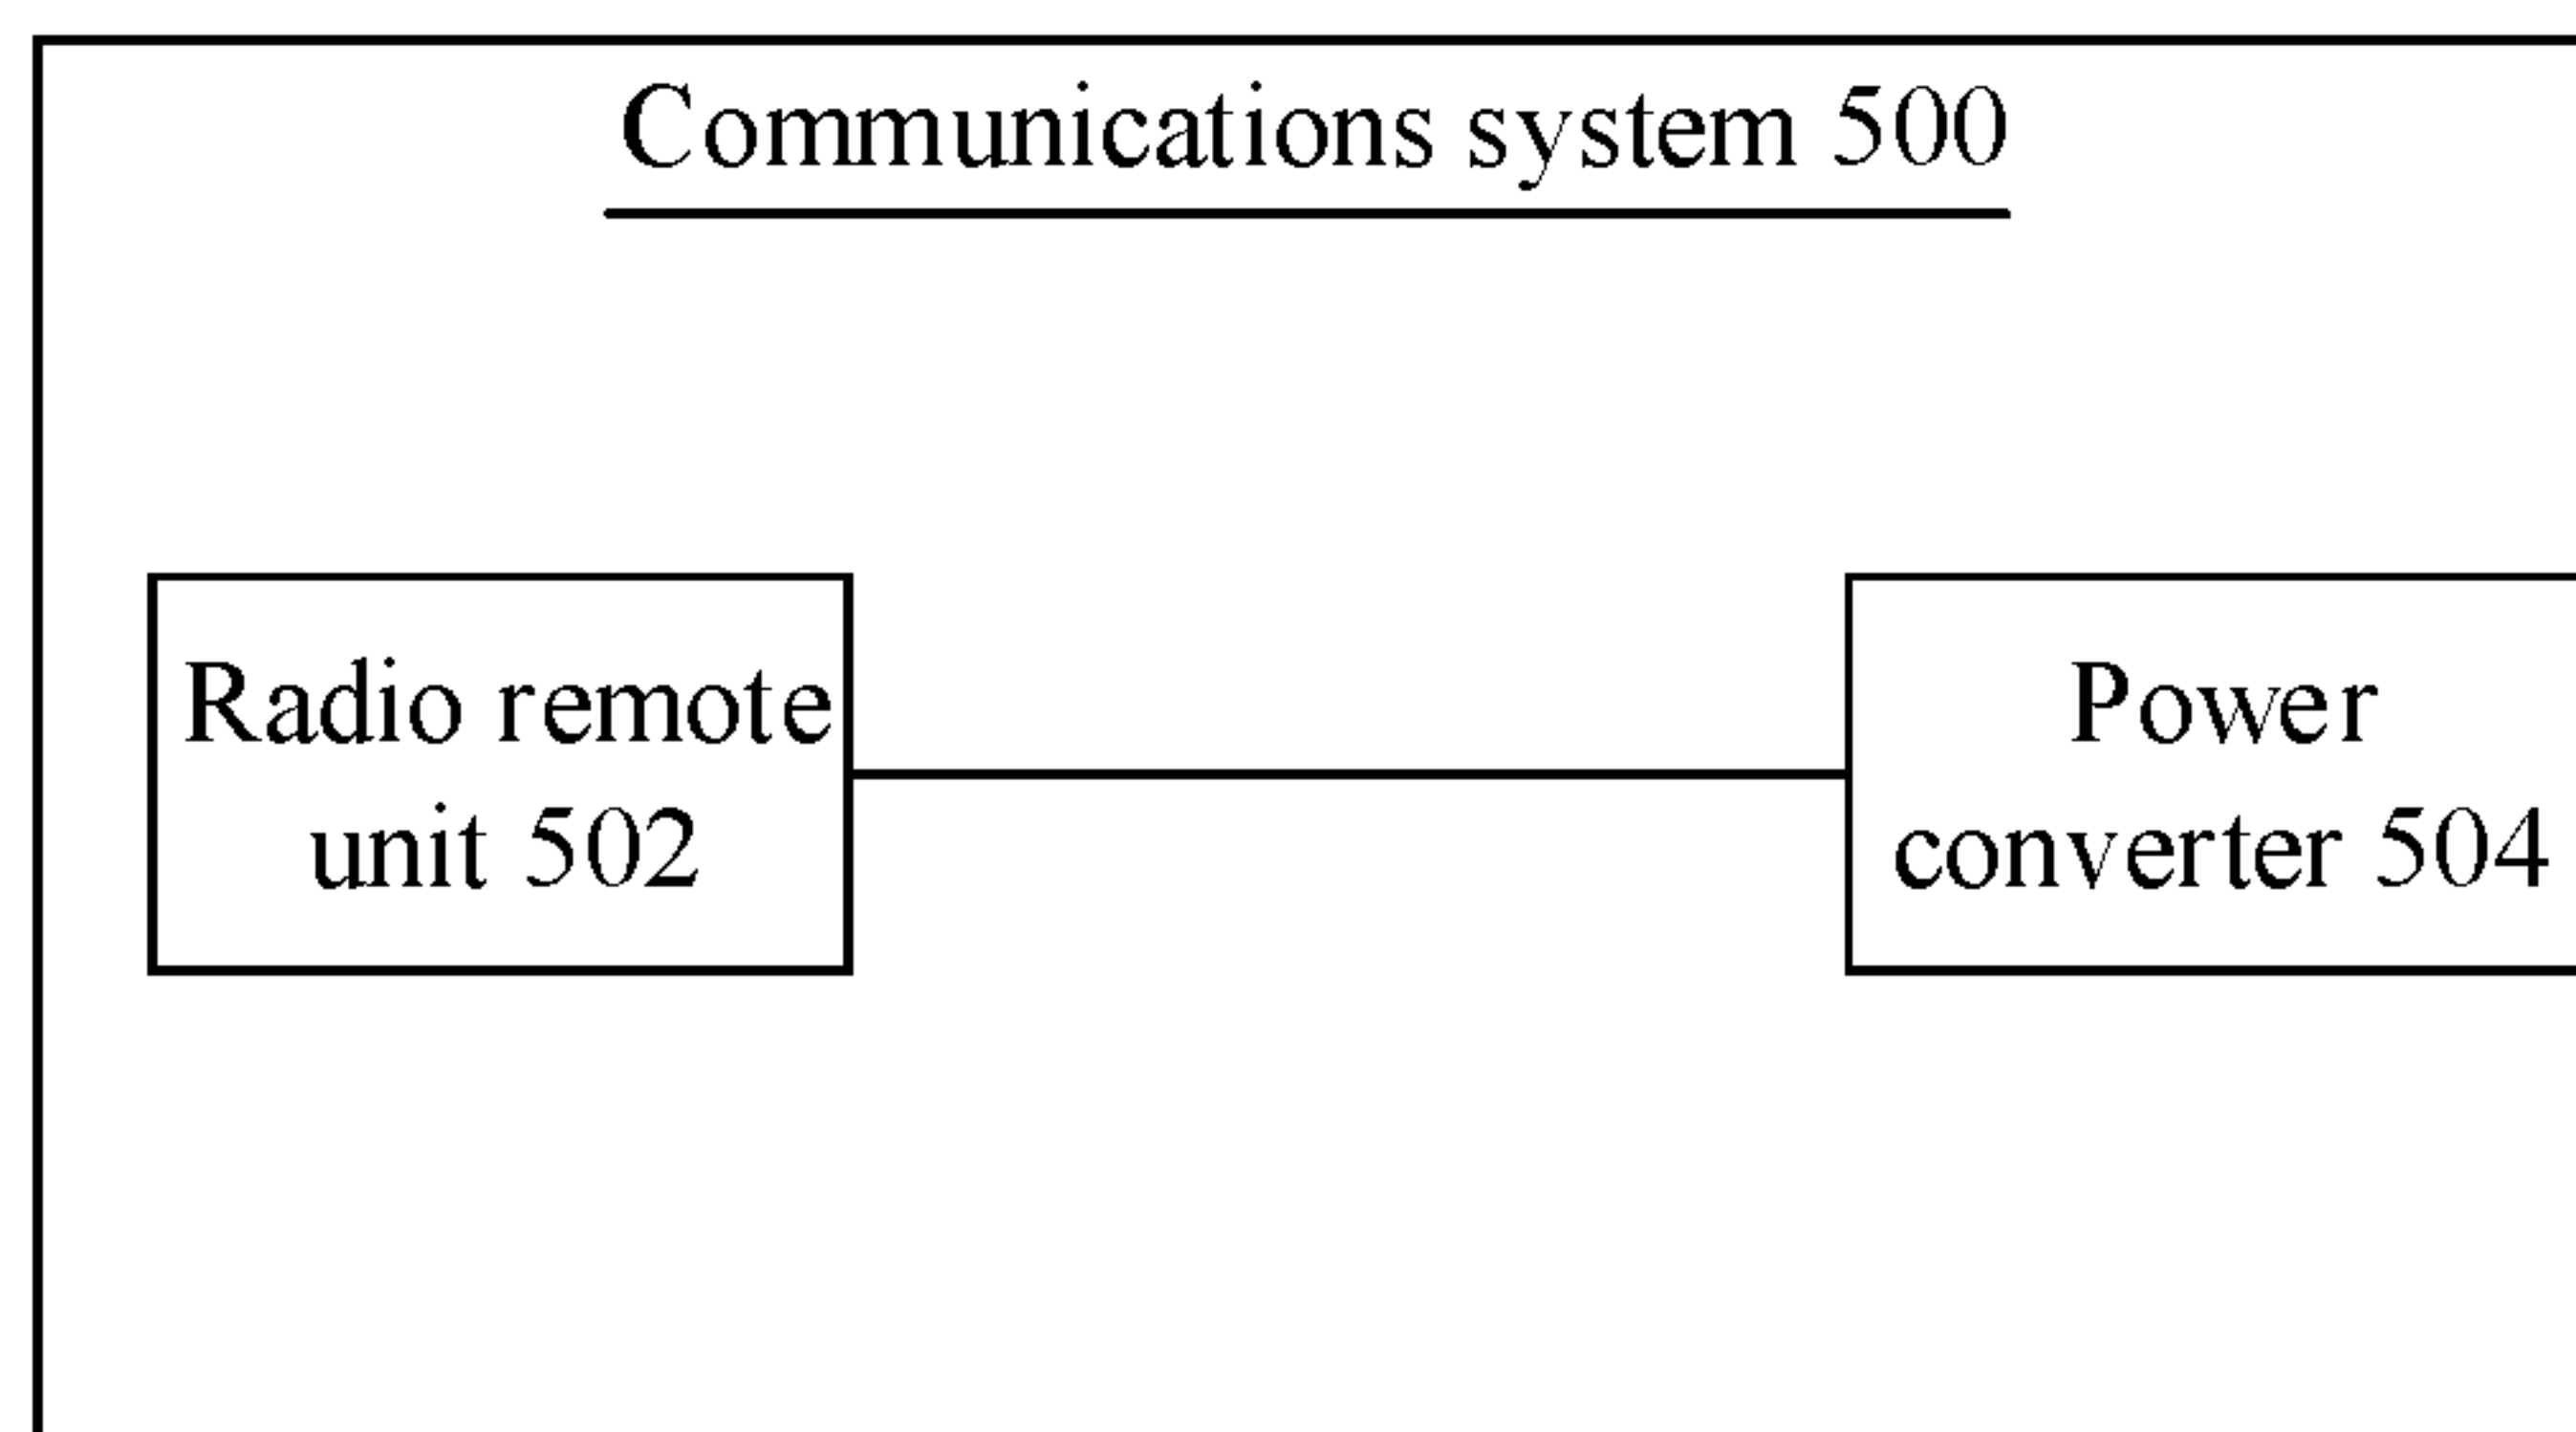 Communications system 500
Radio remote
unit 502
Power
converter 504